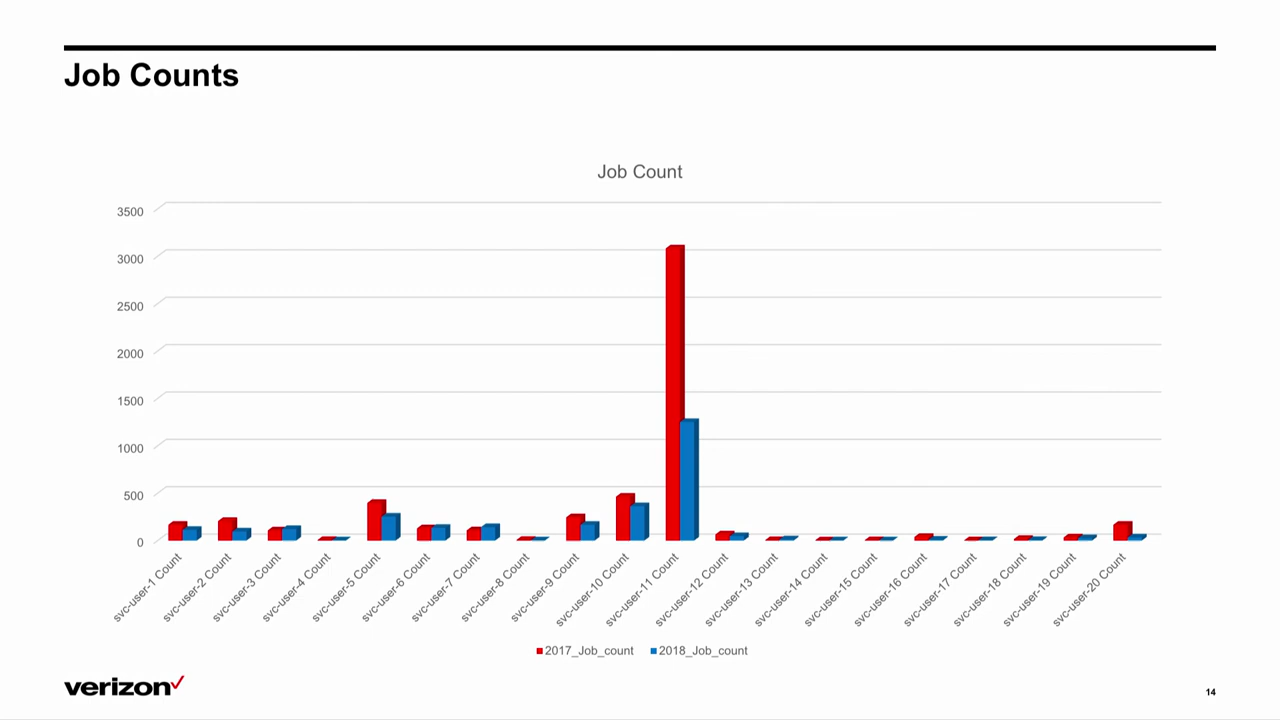 Job Counts
Job Count
3500
3000
2500
2000
1500
1000
500
0
svc-user-1 Count
svc-user-2 Count
svc-user-3 Count
svc-user-4 Count
svc-user-5 Count
svc-user-6 Count
svc-user-7 Count
svc-user-8 Count
svc-user-9 Count
svc-user-10 Count
svc-user-11 Count
svc-user-12 Count
svc-user-13 Count
svc-user-14 Count
svc-user-15 Count
svc-user-16 Count
svc-user-17 Count
svc-user-18 Count
svc-user-19 Count
svc-user-20 Count
2017_Job_count 2018_Job_count
verizon
14